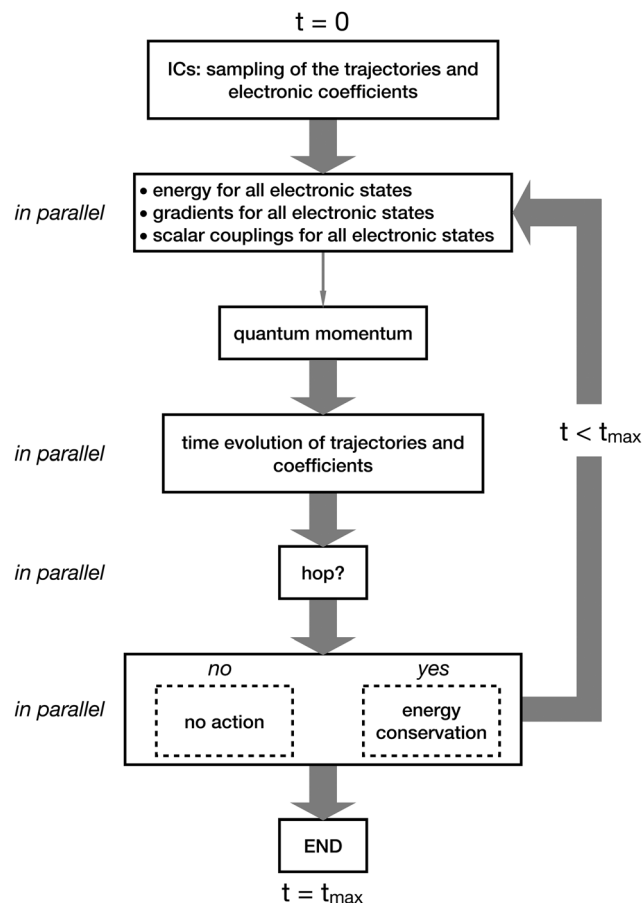 t = 0
ICs: sampling of the trajectories and
electronic coefficients
in parallel
• energy for all electronic states
• gradients for all electronic states
• scalar couplings for all electronic states
quantum momentum
t < tmax
in parallel
time evolution of trajectories and
coefficients
in parallel
hop?
in parallel
no
yes
no action
energy
conservation
END
t = tmax